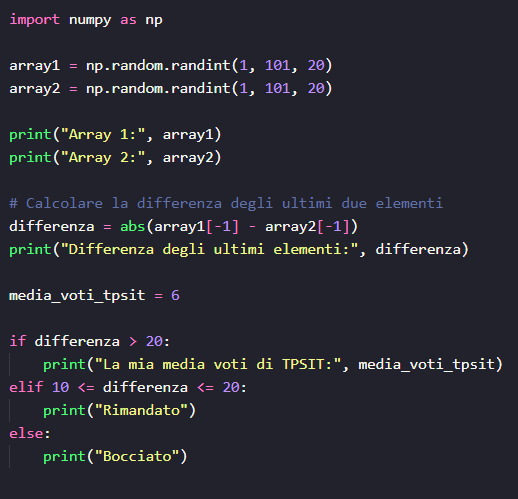 import numpy as np
array1 = np.random.randint(1, 101, 20)
array2 = np.random.randint(1, 101, 20)
print("Array 1:", array1)
print("Array 2:", array2)
# Calcolare la differenza degli ultimi due elementi
differenza = abs(array1[-1] - array2[-1])
print("Differenza degli ultimi elementi:", differenza)
media_voti_tpsit = 6
if differenza > 20:
    print("La mia media voti di TPSIT:", media_voti_tpsit)
elif 10 <= differenza <= 20:
    print("Rimandato")
else:
    print("Bocciato")